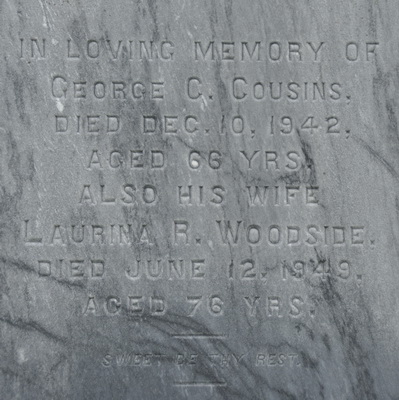 IN LOVING MEMORY OF
GEORGE C. COUSINS.
DIED DEC. 10, 1942.
AGED 66 YRS.
ALSO HIS WIFE
LAURINA R. WOODSIDE.
DIED JUNE 12, 1949.
AGED 76 YRS.
SWEET BE THY REST.